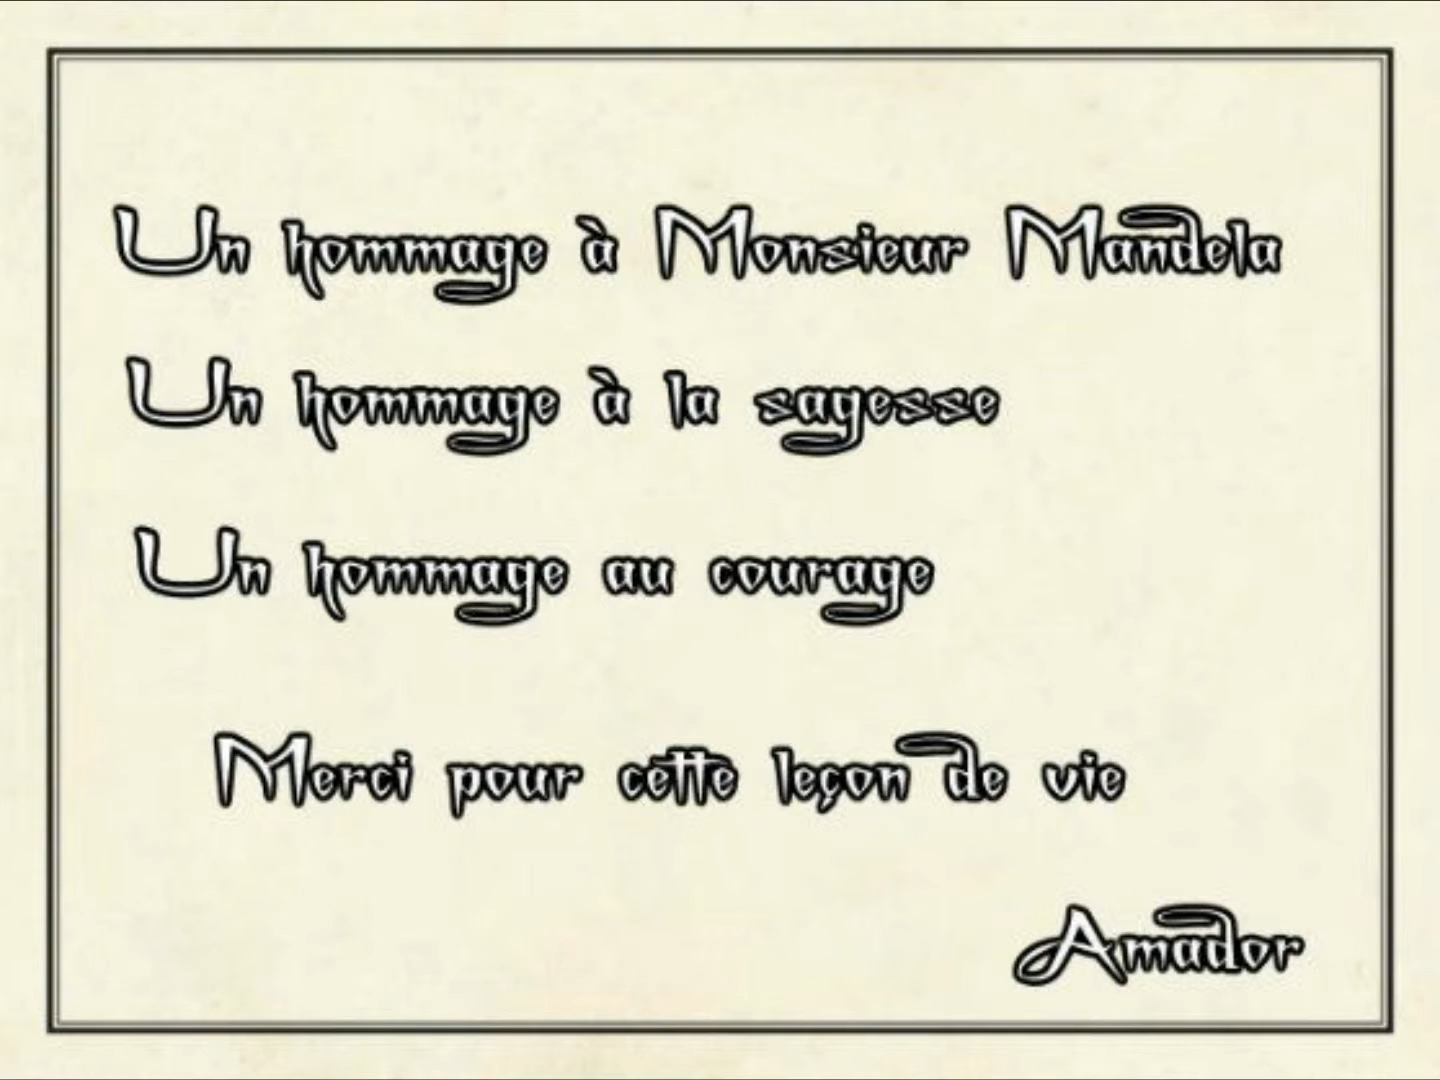 Un hommage à Monsieur Mandela
Un hommage à la sagesse
Un hommage au courage
Merci pour cette leçon de vie
Amador